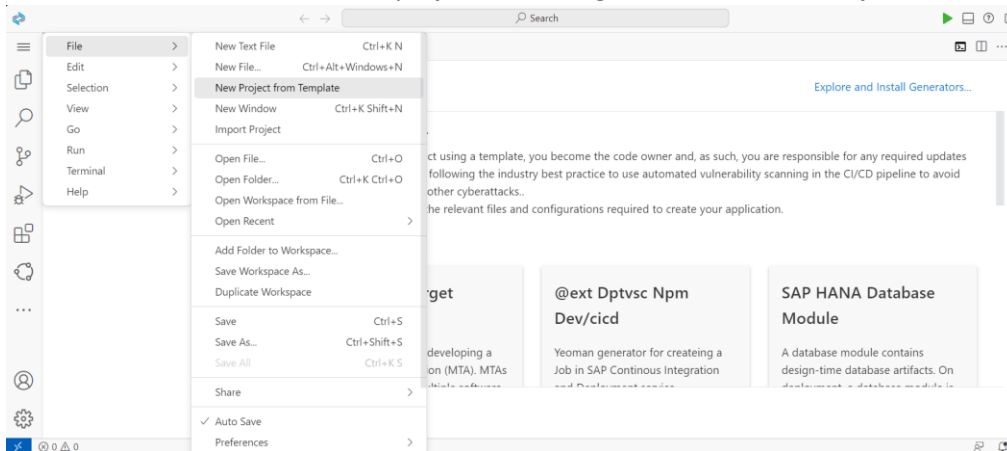 Search
File
Edit
Selection
View
Go
Run
Terminal
Help
New Text File Ctrl+K N
New File... Ctrl+Alt+Windows+N
New Project from Template
New Window Ctrl+K Shift+N
Import Project
Open File... Ctrl+O
Open Folder... Ctrl+K Ctrl+O
Open Workspace from File...
Open Recent
Add Folder to Workspace...
Save Workspace As...
Duplicate Workspace
Save Ctrl+S
Save As... Ctrl+Shift+S
Save All Ctrl+K S
Share
Auto Save
Preferences
Explore and Install Generators...
ct using a template, you become the code owner and, as such, you are responsible for any required updates
following the industry best practice to use automated vulnerability scanning in the CI/CD pipeline to avoid
other cyberattacks..
he relevant files and configurations required to create your application.
rget
developing a
on (MTA). MTAs
@ext Dptvsc Npm
Dev/cicd
Yeoman generator for createing a
Job in SAP Continous Integration
and Deployment service
SAP HANA Database
Module
A database module contains
design-time database artifacts. On
deployment, a database module is
0 0